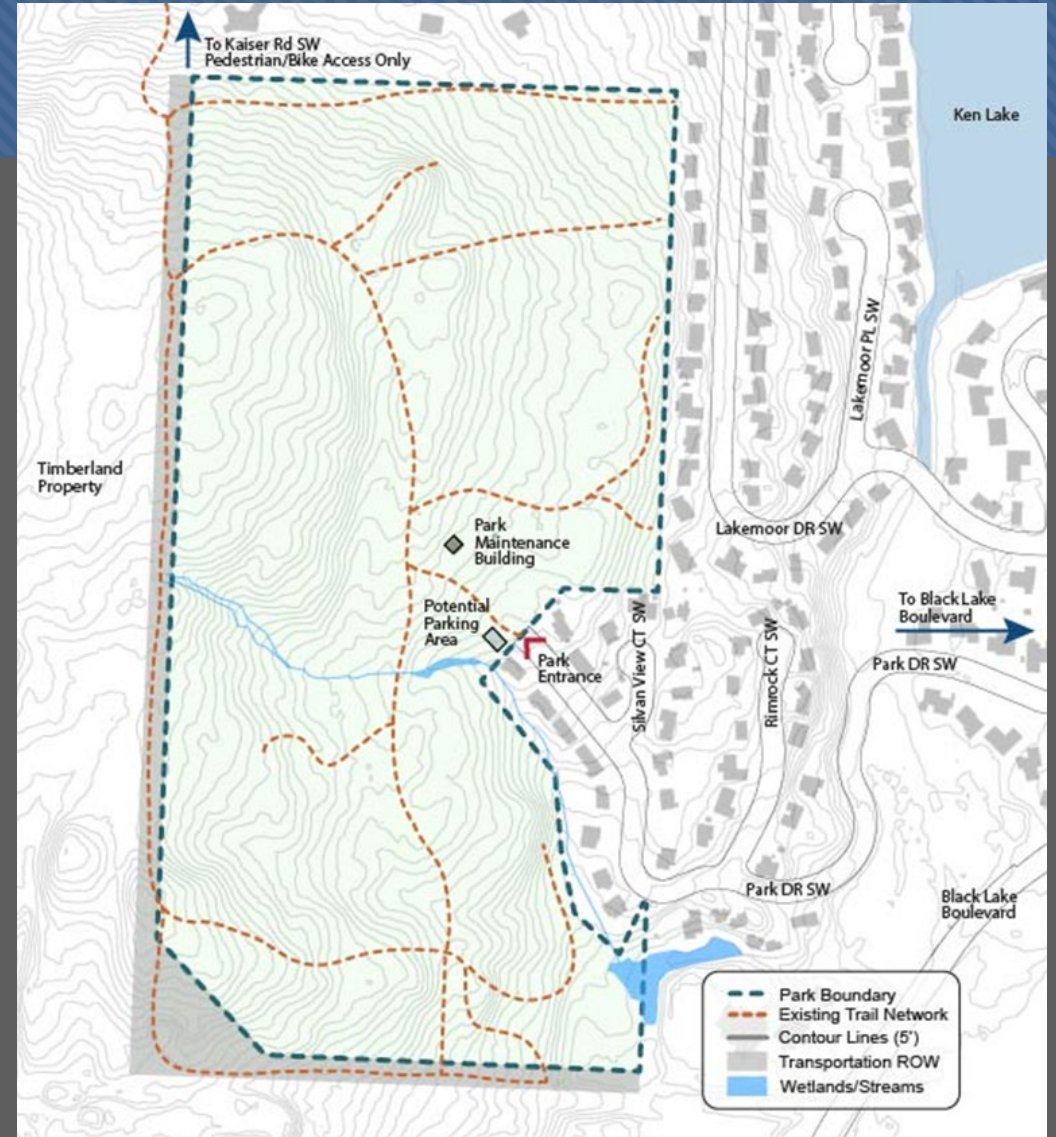 To Kaiser Rd SW
Pedestrian/Bike Access Only
Ken Lake
Lakemoor PL SW
Timberland
Property
Lakemoor DR SW
Park
Maintenance
Building
Potential
Parking
Area
Park
Entrance
Silvan View CT SW
Rimrock CT SW
To Black Lake
Boulevard
Park DR SW
Park DR SW
Black Lake
Boulevard
Park Boundary
Existing Trail Network
Contour Lines (5')
Transportation ROW
Wetlands/Streams